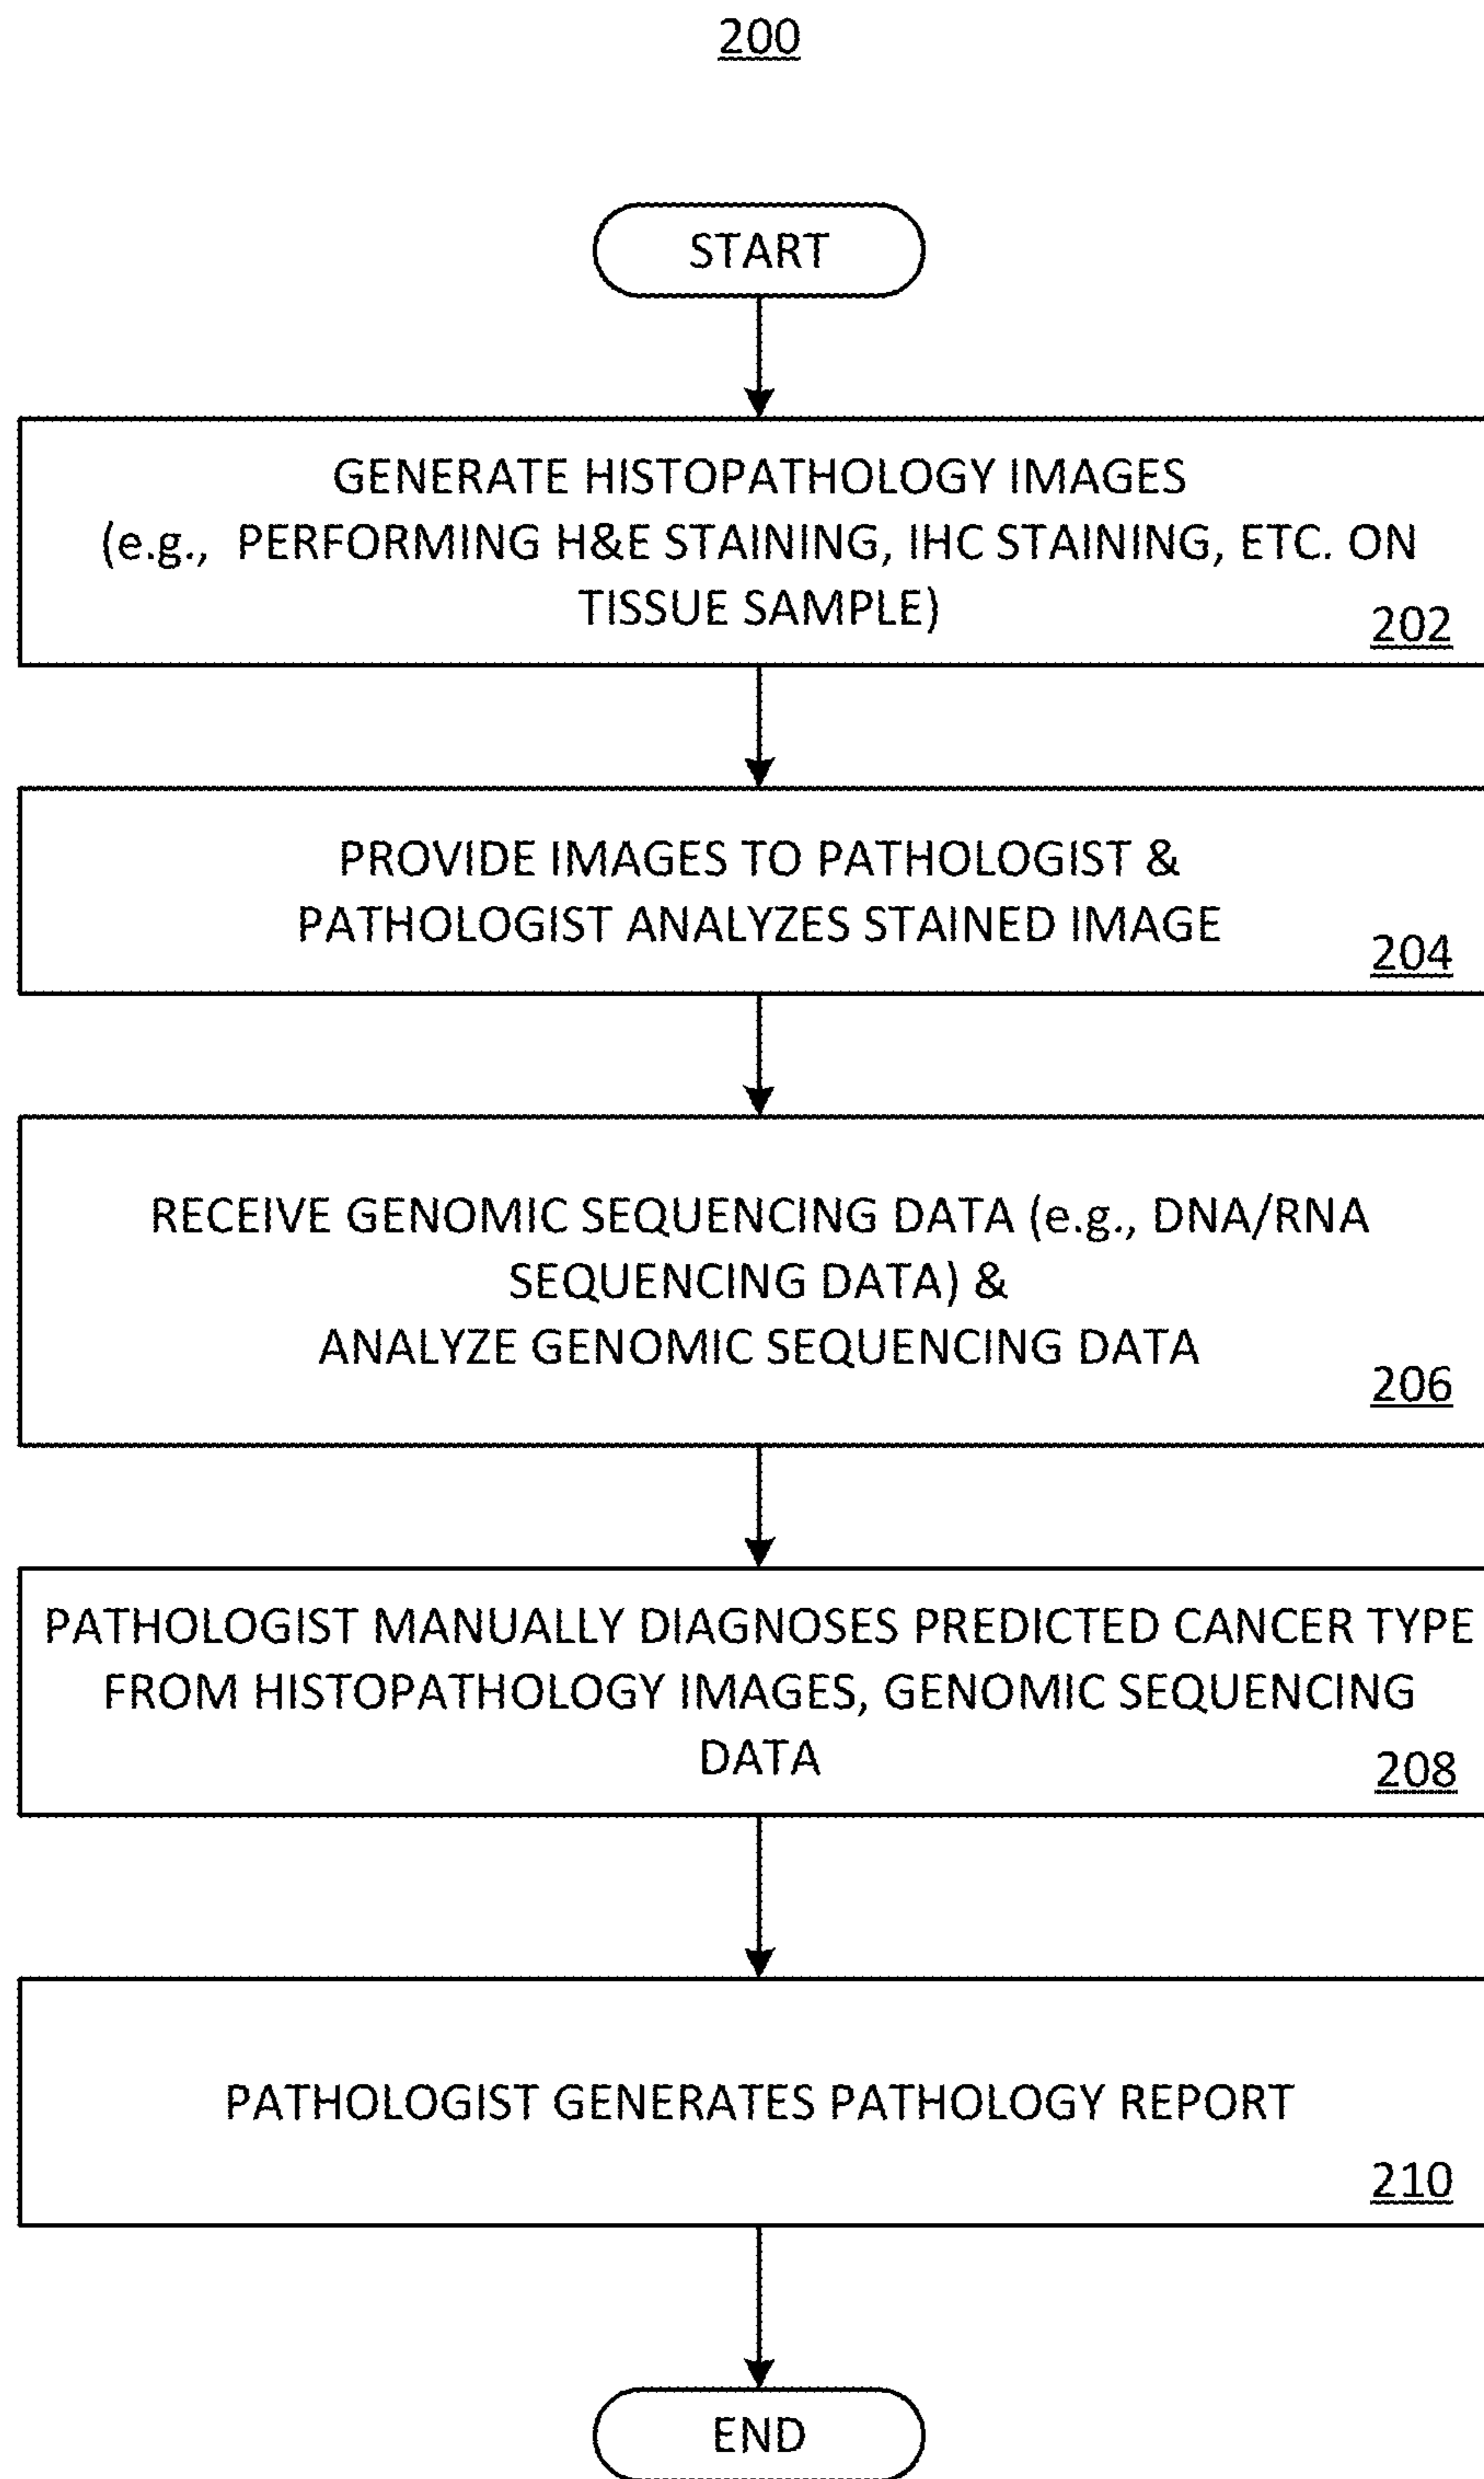 200
START
GENERATE HISTOPATHOLOGY IMAGES
(e.g., PERFORMING H&E STAINING, IHC STAINING, ETC. ON
TISSUE SAMPLE)
202
PROVIDE IMAGES TO PATHOLOGIST &
PATHOLOGIST ANALYZES STAINED IMAGE
204
RECEIVE GENOMIC SEQUENCING DATA (e.g., DNA/RNA
SEQUENCING DATA) &
ANALYZE GENOMIC SEQUENCING DATA
206
PATHOLOGIST MANUALLY DIAGNOSES PREDICTED CANCER TYPE
FROM HISTOPATHOLOGY IMAGES, GENOMIC SEQUENCING
DATA
208
PATHOLOGIST GENERATES PATHOLOGY REPORT
210
END